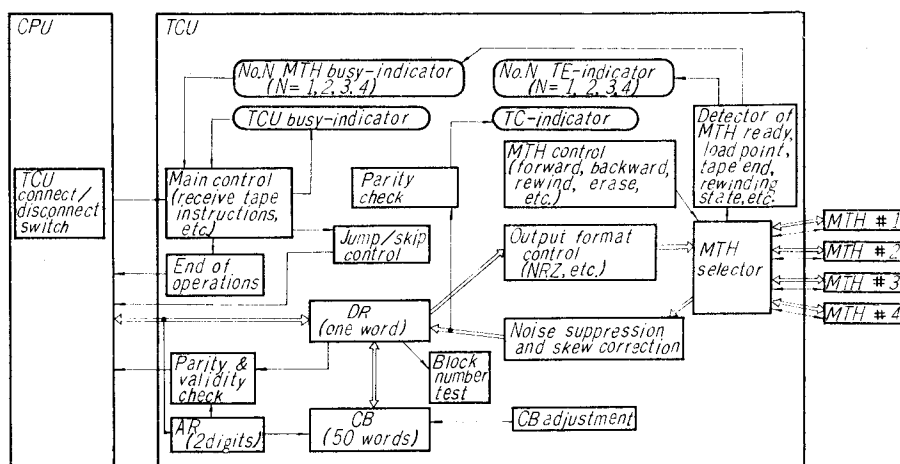 CPU
TCU
No.N MTH busy-indicator
(N= 1, 2, 3, 4)
No.N TE-indicator
(N= 1, 2, 3, 4)
TCU busy-indicator
TC-indicator
Detector of
MTH ready,
load point,
tape end,
rewinding
state, etc.
TCU
connect/
disconnect
switch
Main control
(receive tape
instructions,
etc.)
Parity
check
MTH control
(forward, backward,
rewind, erase,
etc.)
Jump/skip
control
Output format
control
(NRZ, etc.)
MTH
selector
MTH # 1
MTH # 2
MTH # 3
MTH # 4
End of
operations
DR
(one word)
Noise suppression
and skew correction
Parity &
validity
check
Block
number
test
AR
(2digits)
CB
(50 words)
CB adjustment